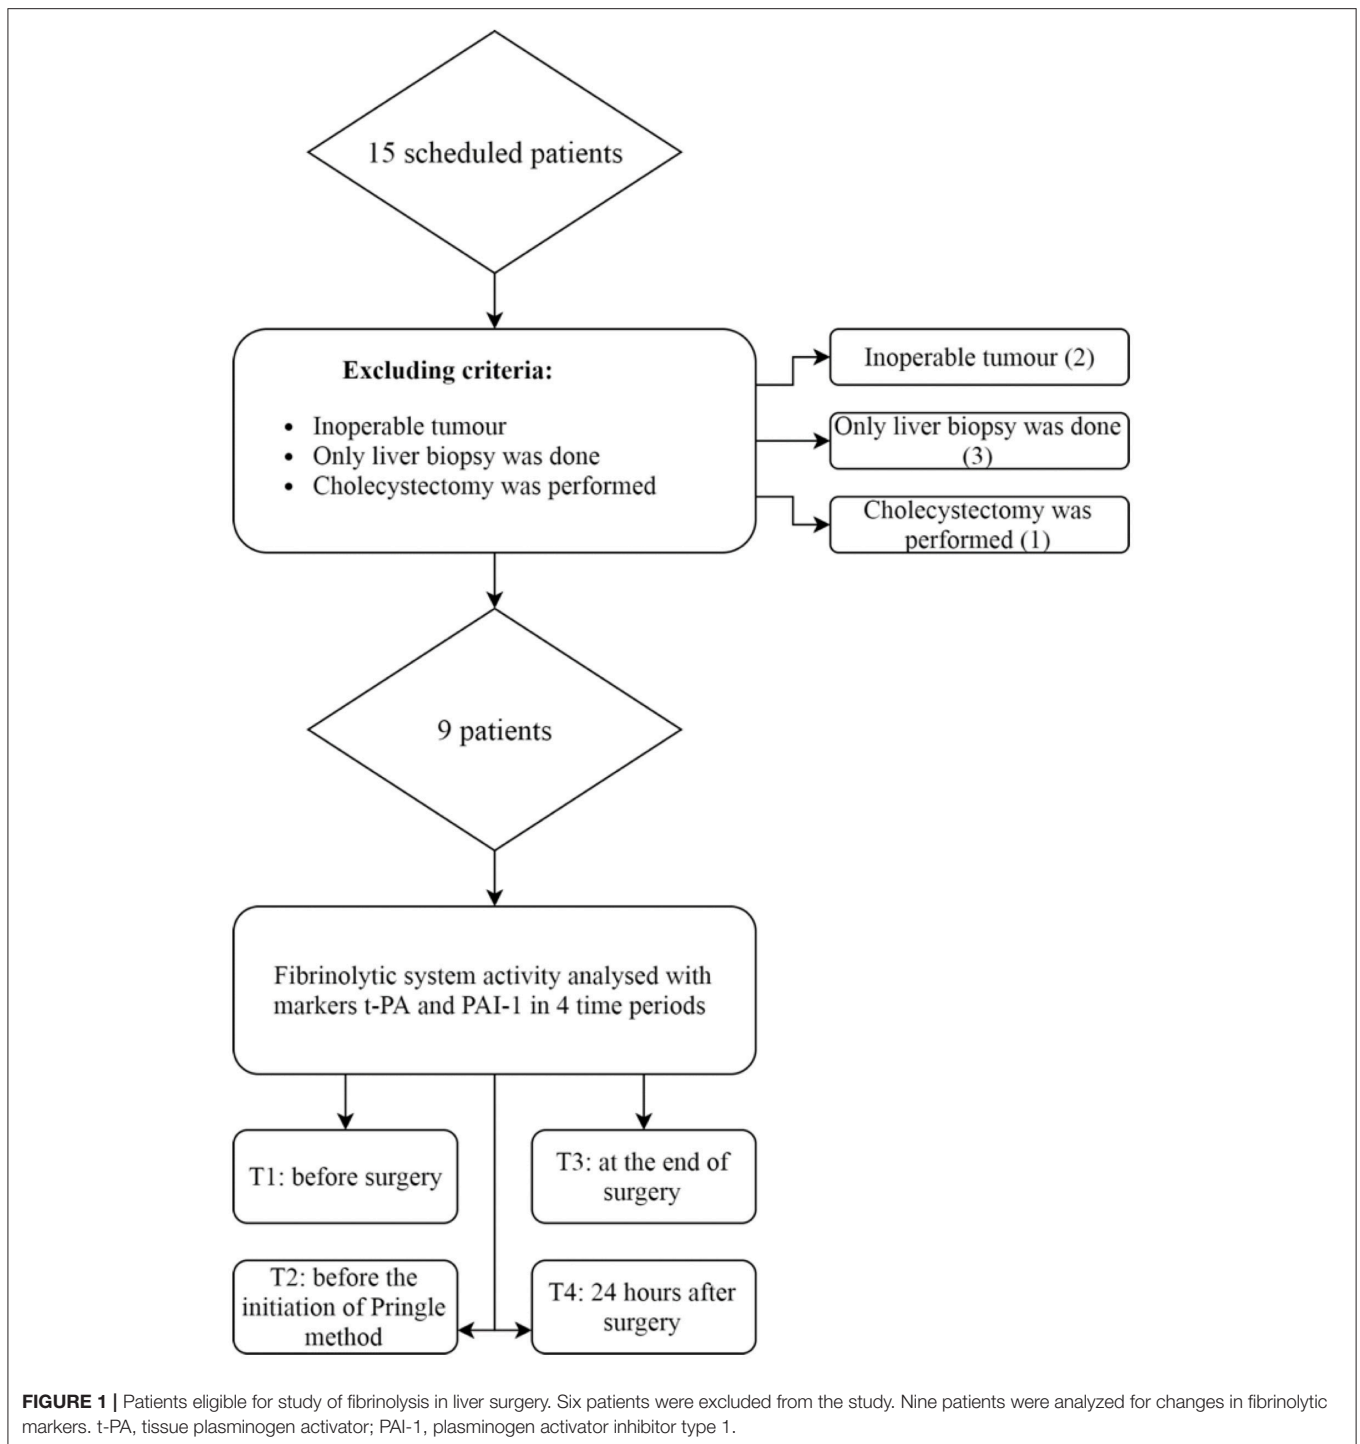 15 scheduled patients
Excluding criteria:
• Inoperable tumour
• Only liver biopsy was done
• Cholecystectomy was performed
Inoperable tumour (2)
Only liver biopsy was done
(3)
Cholecystectomy was
performed (1)
9 patients
Fibrinolytic system activity analysed with
markers t-PA and PAI-1 in 4 time periods
T1: before surgery
T3: at the end of
surgery
T2: before the
initiation of Pringle
method
T4: 24 hours after
surgery
FIGURE 1 | Patients eligible for study of fibrinolysis in liver surgery. Six patients were excluded from the study. Nine patients were analyzed for changes in fibrinolytic
markers. t-PA, tissue plasminogen activator; PAI-1, plasminogen activator inhibitor type 1.